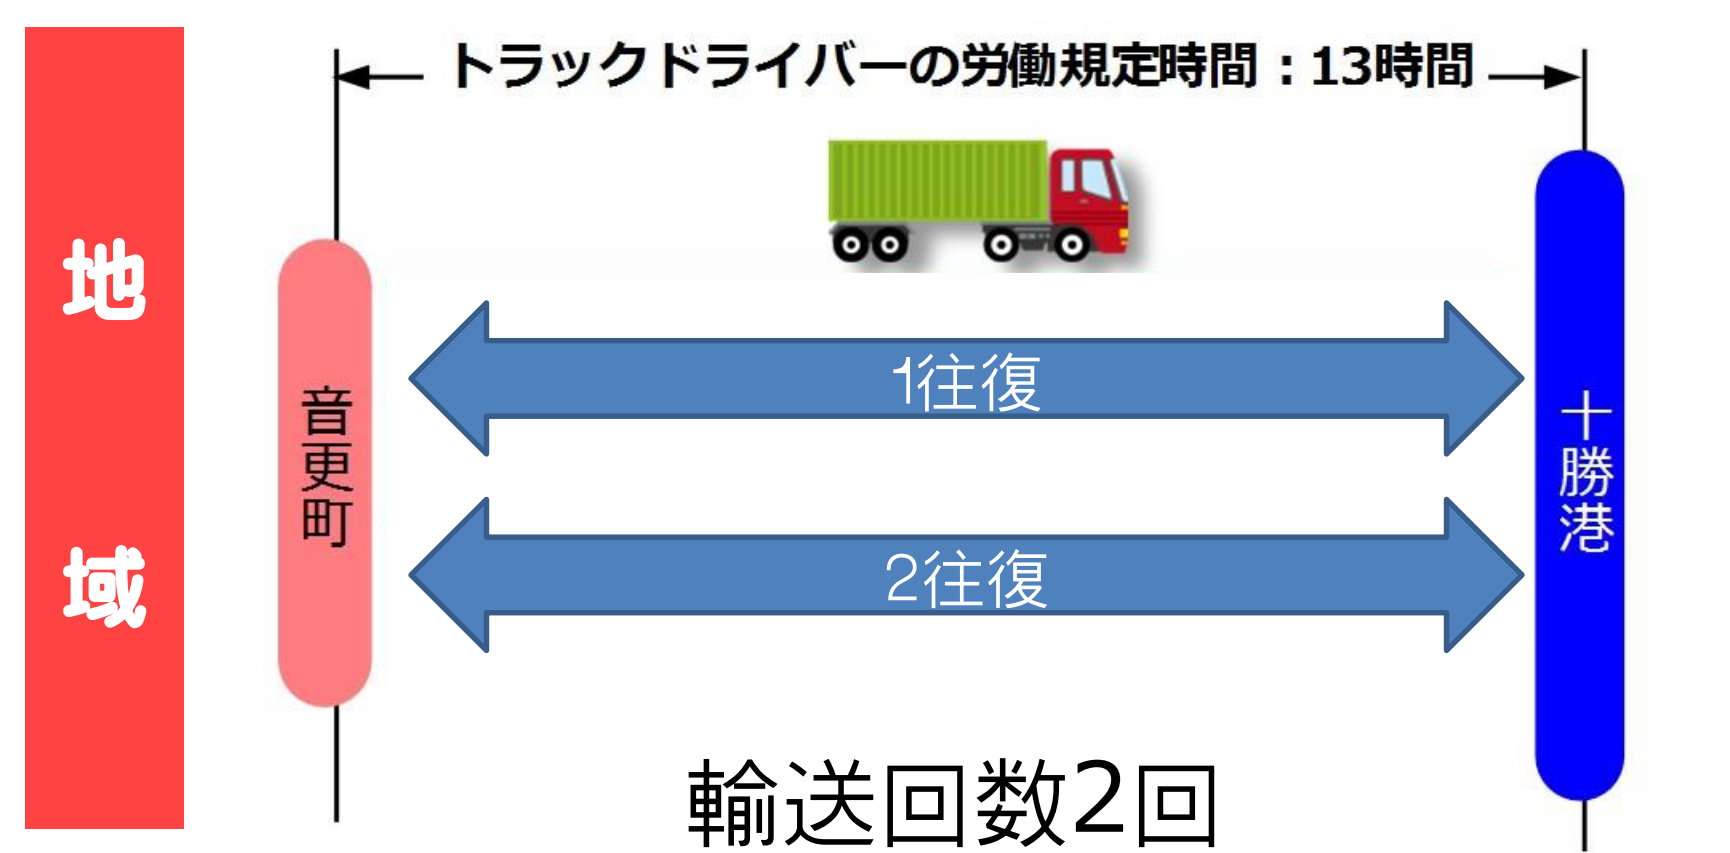 トラックドライバーの労働規定時間：13時間
地域
音更町
1往復
2往復
十勝港
輸送回数2回